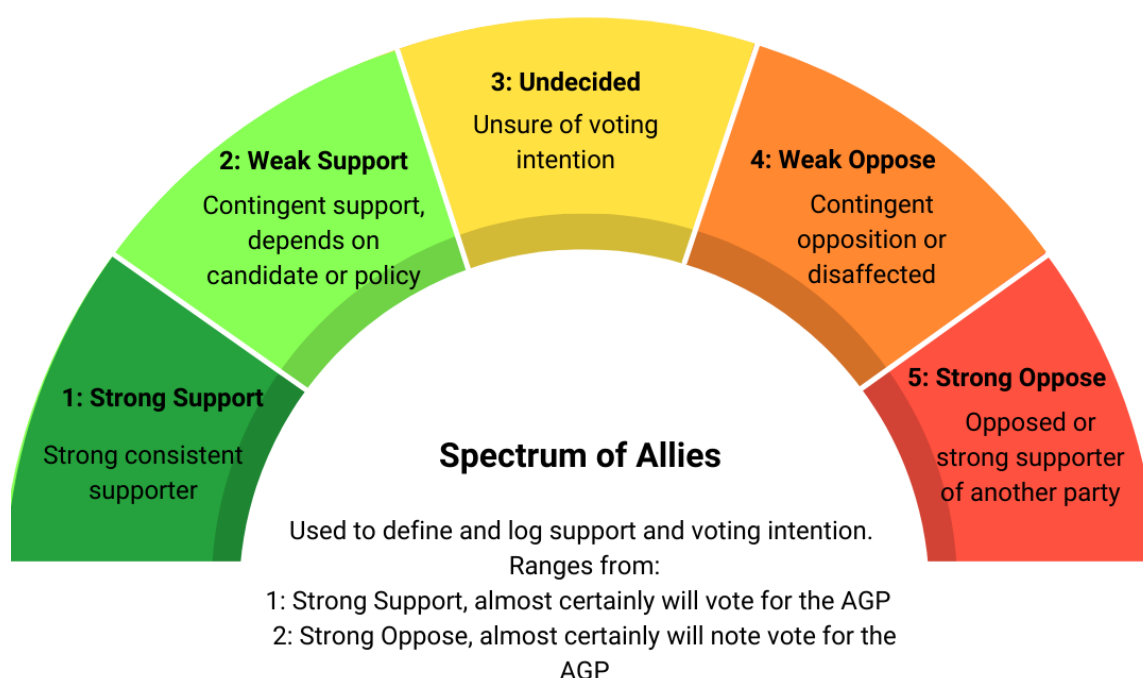 1: Strong Support
Strong consistent
supporter
2: Weak Support
Contingent support,
depends on
candidate or policy
3: Undecided
Unsure of voting
intention
4: Weak Oppose
Contingent
opposition or
disaffected
5: Strong Oppose
Opposed or
strong supporter
of another party
Spectrum of Allies
Used to define and log support and voting intention.
Ranges from:
1: Strong Support, almost certainly will vote for the AGP
2: Strong Oppose, almost certainly will note vote for the
AGP